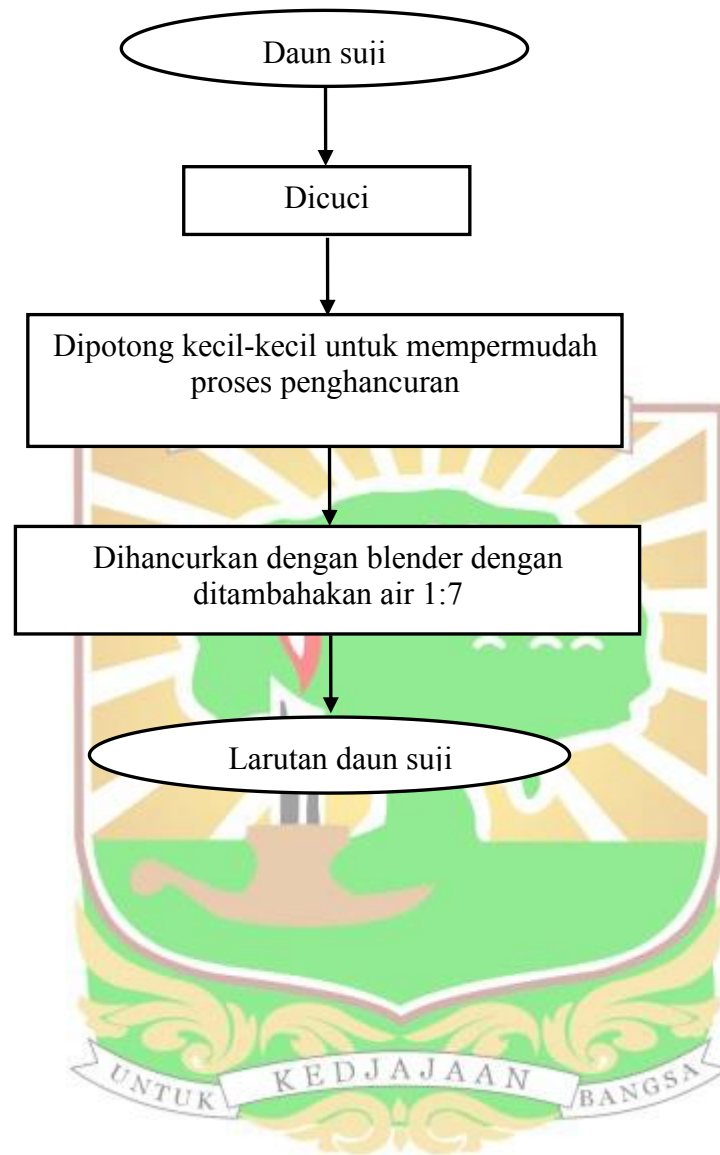 Daun suji
Dicuci
Dipotong kecil-kecil untuk mempermudah
proses penghancuran
Dihancurkan dengan blender dengan
ditambahakan air 1:7
Larutan daun suji
UNTUK KEDJAJAAN BANGSA